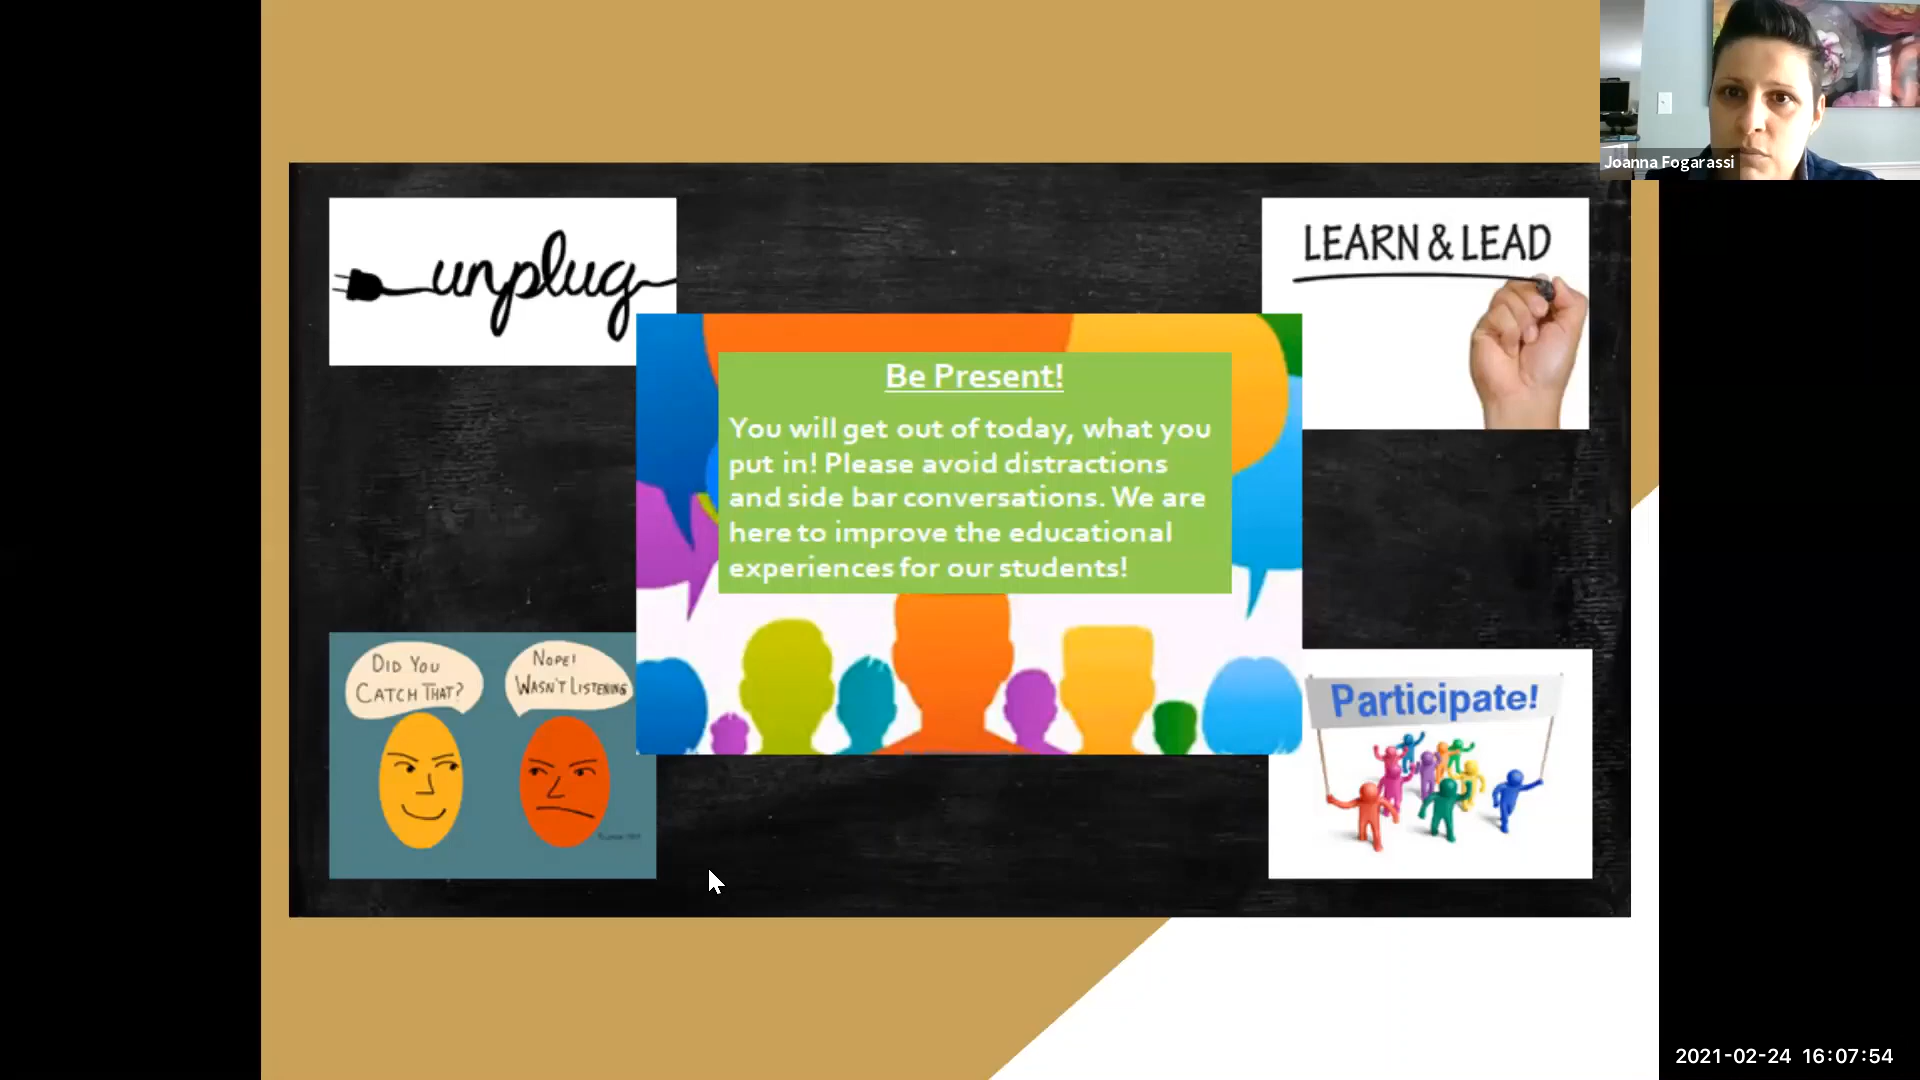 Joanna Fogarassi
unplug
LEARN & LEAD
Be Present!
You will get out of today, what you
put in! Please avoid distractions
and side bar conversations. We are
here to improve the educational
experiences for our students!
DID YOU
CATCH THAT?
NOPE!
WASN'T LISTENING
Participate!
2021-02-24 16:07:54